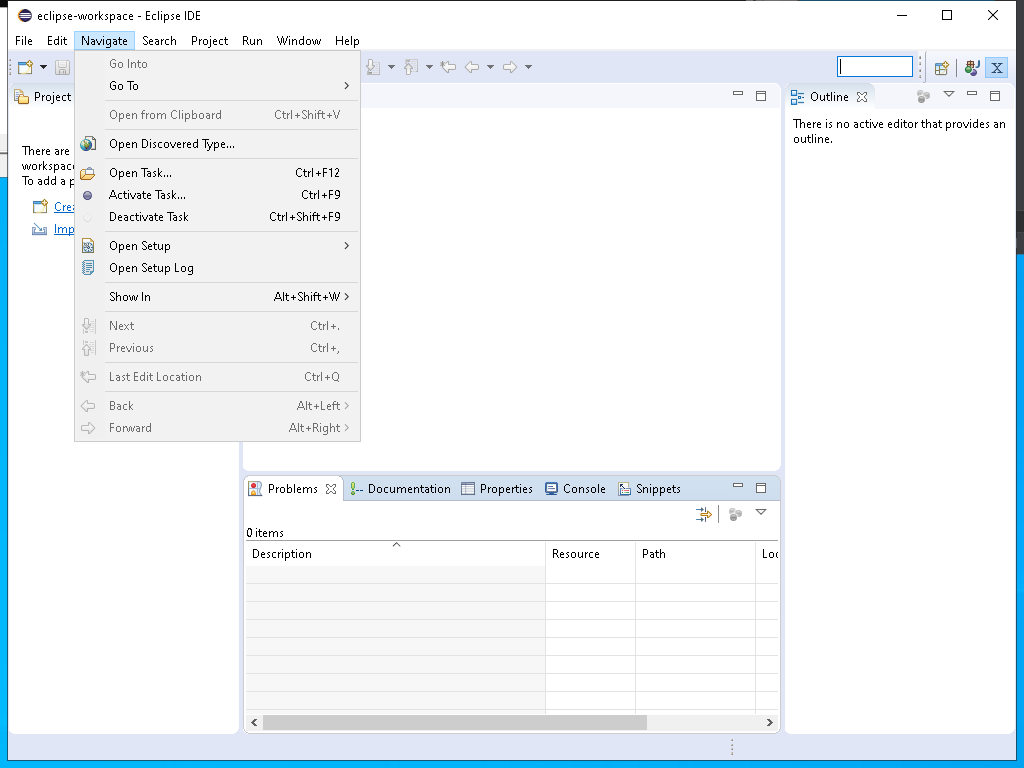 eclipse-workspace - Eclipse IDE
File Edit Navigate Search Project Run Window Help
Go Into
Go To
Open from Clipboard Ctrl+Shift+V
Open Discovered Type...
Open Task... Ctrl+F12
Activate Task... Ctrl+F9
Deactivate Task Ctrl+Shift+F9
Open Setup
Open Setup Log
Show In Alt+Shift+W
Next Ctrl+.
Previous Ctrl+,
Last Edit Location Ctrl+Q
Back Alt+Left
Forward Alt+Right
Project
There are
workspac
To add a p
Crea
Imp
Outline
There is no active editor that provides an
outline.
Problems Documentation Properties Console Snippets
0 items
Description Resource Path Loc